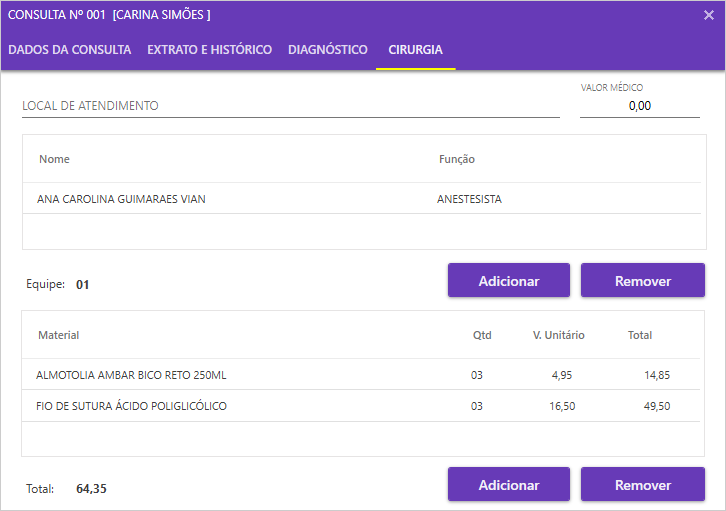 CONSULTA Nº 001 [CARINA SIMÕES ]
DADOS DA CONSULTA EXTRATO E HISTÓRICO DIAGNÓSTICO CIRURGIA
VALOR MÉDICO
LOCAL DE ATENDIMENTO 0,00
Nome Função
ANA CAROLINA GUIMARAES VIAN ANESTESISTA
Equipe: 01 Adicionar Remover
Material Qtd V. Unitário Total
ALMOTOLIA AMBAR BICO RETO 250ML 03 4,95 14,85
FIO DE SUTURA ÁCIDO POLIGLICÓLICO 03 16,50 49,50
Total: 64,35 Adicionar Remover